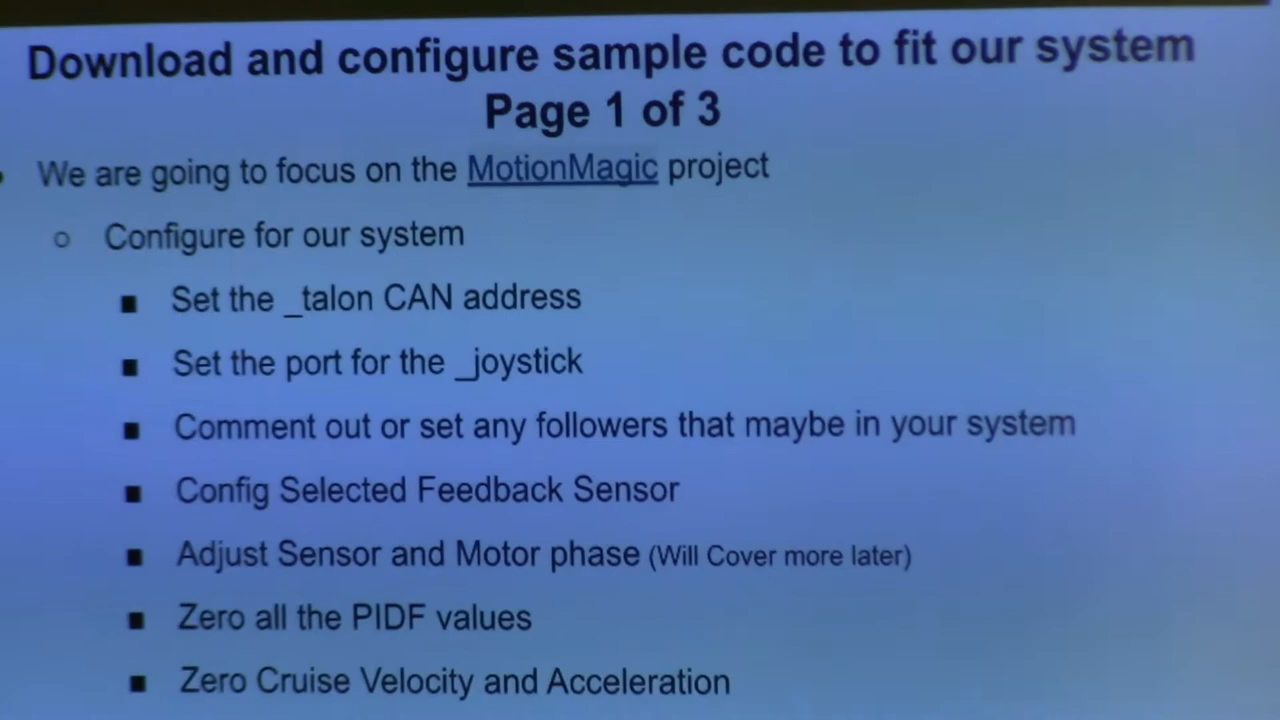 Download and configure sample code to fit our system
Page 1 of 3
We are going to focus on the MotionMagic project
Configure for our system
Set the _talon CAN address
Set the port for the _joystick
Comment out or set any followers that maybe in your system
Config Selected Feedback Sensor
Adjust Sensor and Motor phase (Will Cover more later)
Zero all the PIDF values
Zero Cruise Velocity and Acceleration